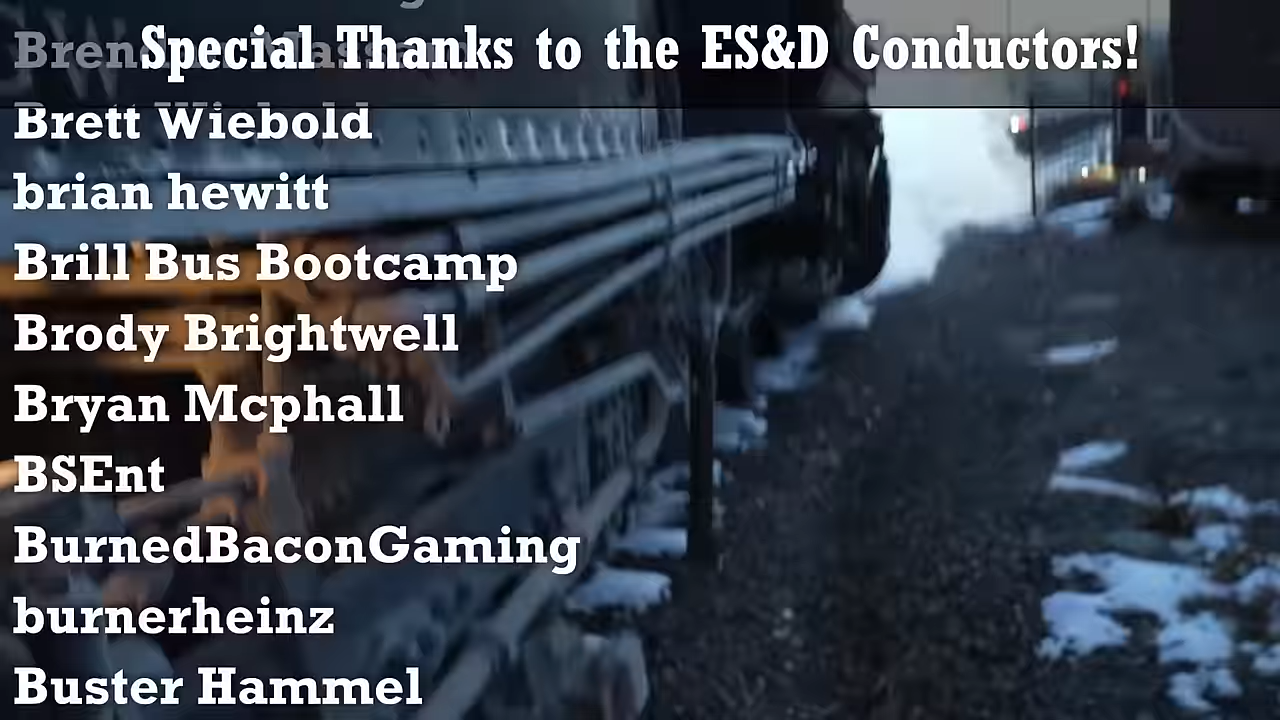 Special Thanks to the ES&D Conductors!
Brett Wiebold
brian hewitt
Brill Bus Bootcamp
Brody Brightwell
Bryan Mcphall
BSEnt
BurnedBaconGaming
burnerheinz
Buster Hammel